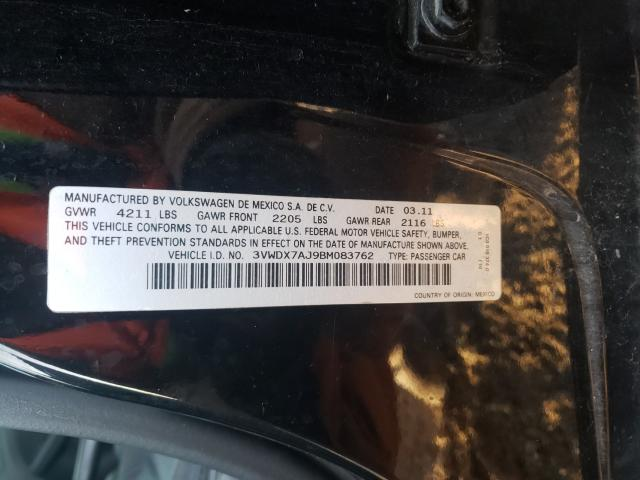 MANUFACTURED BY VOLKSWAGEN DE MEXICO S.A. DE C.V. DATE 03.11
GVWR 4211 LBS GAWR FRONT 2205 LBS GAWR REAR 2116 LBS
THIS VEHICLE CONFORMS TO ALL APPLICABLE U.S. FEDERAL MOTOR VEHICLE SAFETY, BUMPER,
AND THEFT PREVENTION STANDARDS IN EFFECT ON THE DATE OF MANUFACTURE SHOWN ABOVE.
VEHICLE I.D. NO. 3VWDX7AJ9BM083762 TYPE: PASSENGER CAR
COUNTRY OF ORIGIN: MEXICO